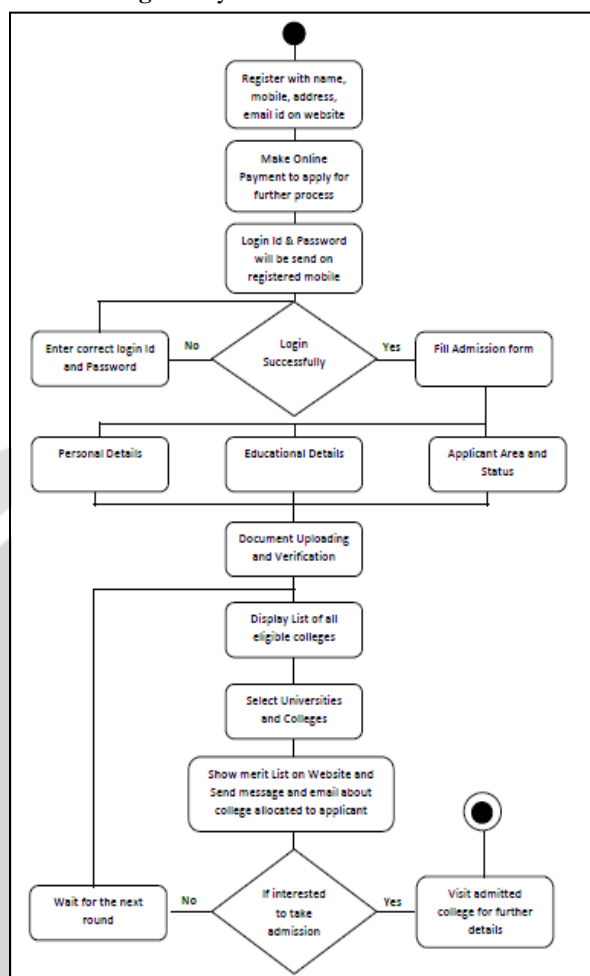 Register with name,
mobile, address,
email id on website
Make Online
Payment to apply for
further process
Login Id & Password
will be send on
registered mobile
Enter correct login Id
and Password
No
Login
Successfully
Yes
Fill Admission form
Personal Details
Educational Details
Applicant Area and
Status
Document Uploading
and Verification
Display List of all
eligible colleges
Select Universities
and Colleges
Show merit List on Website and
Send message and email about
college allocated to applicant
Wait for the next
round
No
If interested
to take
admission
Yes
Visit admitted
college for further
details